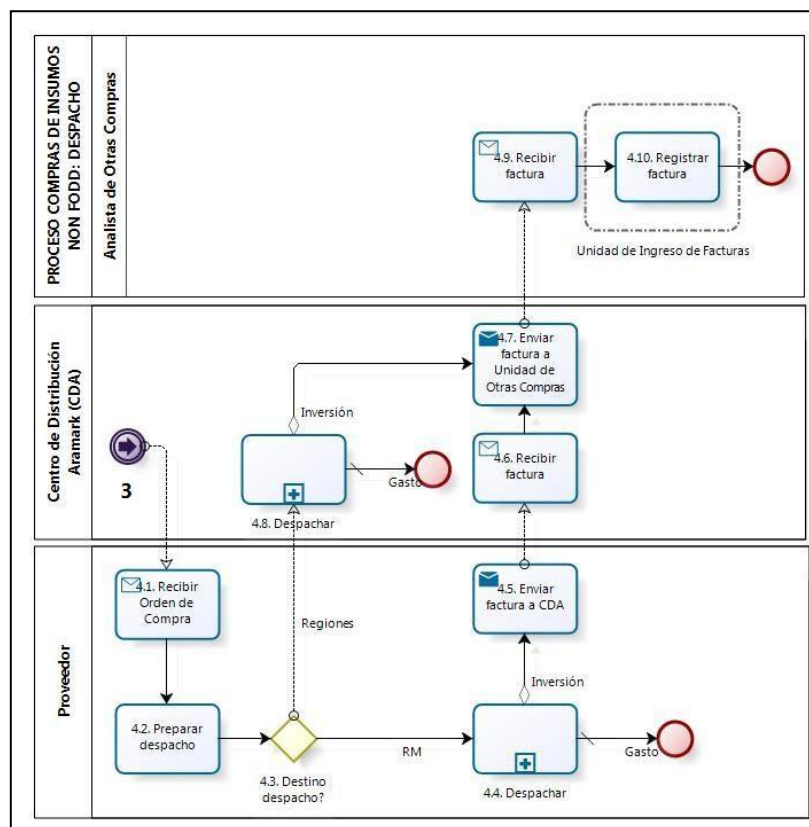 PROCESO COMPRAS DE INSUMOS
NON FODD: DESPACHO
Analista de Otras Compras
4.9. Recibir
factura
4.10. Registrar
factura
Unidad de Ingreso de Facturas
Centro de Distribución
Aramark (CDA)
4.7. Enviar
factura a
Unidad de
Otras Compras
Inversión
3
4.6. Recibir
factura
Gasto
4.8. Despachar
Proveedor
4.1. Recibir
Orden de
Compra
4.5. Enviar
factura a CDA
Regiones
Inversión
4.2. Preparar
despacho
RM
Gasto
4.3. Destino
despacho?
4.4. Despachar